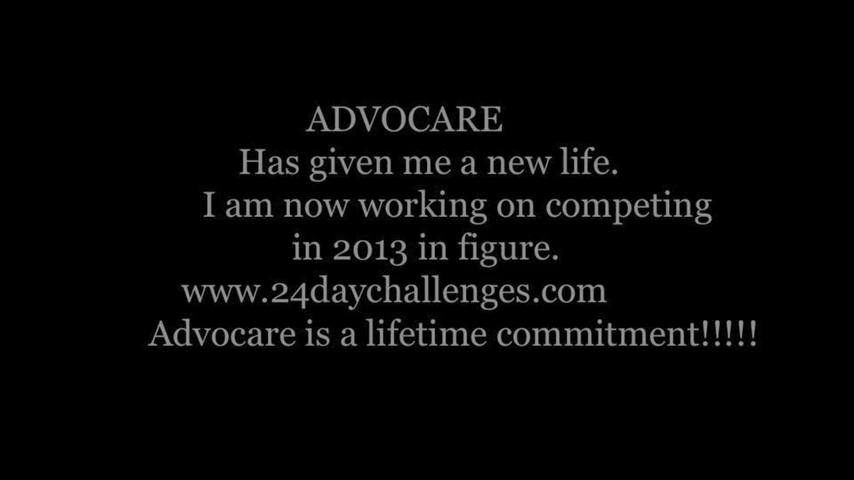 ADVOCARE
Has given me a new life.
I am now working on competing
in 2013 in figure.
www.24daychallenges.com
Advocare is a lifetime commitment!!!!!